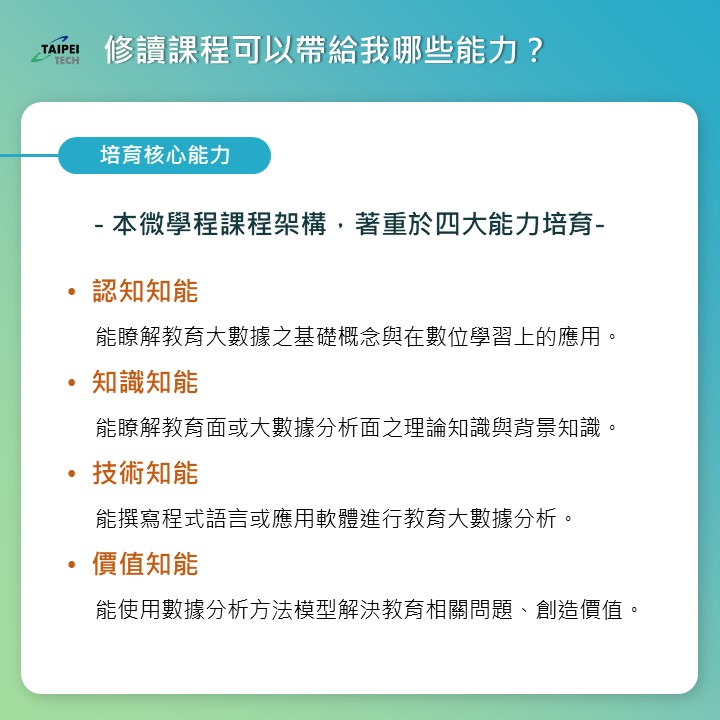 TAIPEI
TECH
修讀課程可以帶給我哪些能力？
培育核心能力
- 本微學程課程架構，著重於四大能力培育-
• 認知知能
能瞭解教育大數據之基礎概念與在數位學習上的應用。
• 知識知能
能瞭解教育面或大數據分析面之理論知識與背景知識。
• 技術知能
能撰寫程式語言或應用軟體進行教育大數據分析。
• 價值知能
能使用數據分析方法模型解決教育相關問題、創造價值。